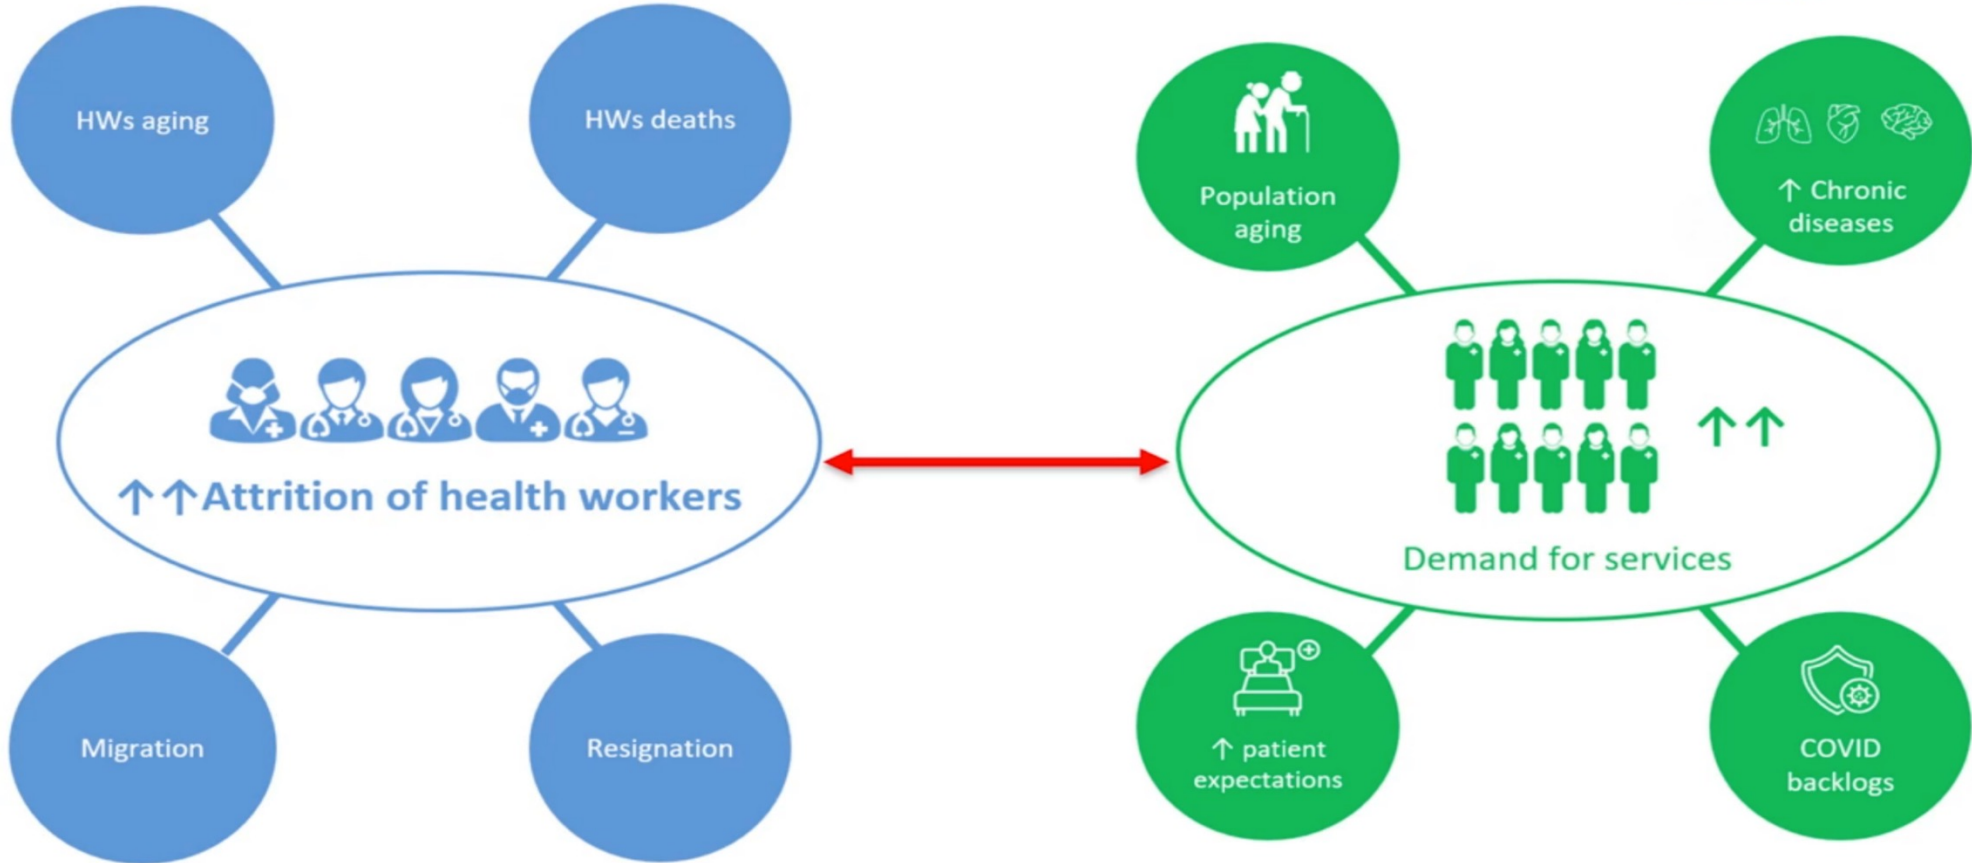 HWs aging
HWs deaths
↑↑Attrition of health workers
Migration
Resignation
Population
aging
↑ Chronic
diseases
↑↑
Demand for services
↑ patient
expectations
COVID
backlogs